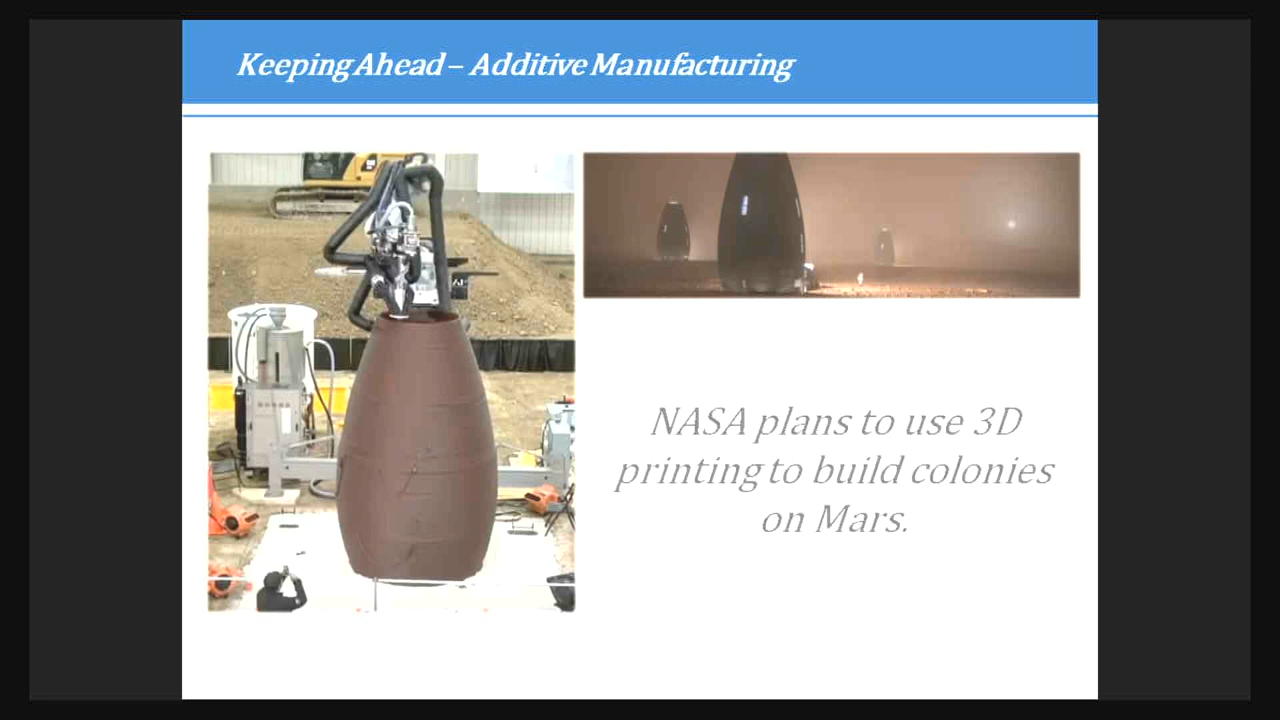 Keeping Ahead – Additive Manufacturing
NASA plans to use 3D
printing to build colonies
on Mars.